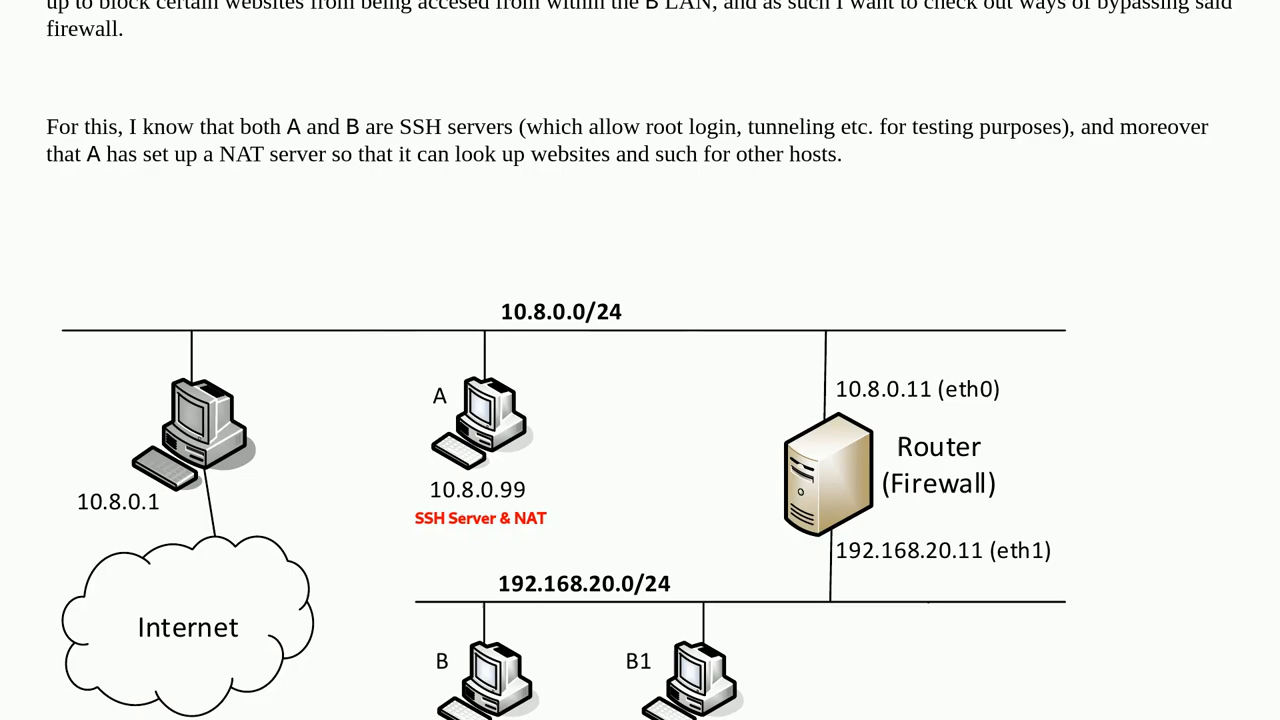 up to block certain websites from being accesed from within the B LAN, and as such I want to check out ways of bypassing said
firewall.
For this, I know that both A and B are SSH servers (which allow root login, tunneling etc. for testing purposes), and moreover
that A has set up a NAT server so that it can look up websites and such for other hosts.
10.8.0.0/24
A
10.8.0.11 (eth0)
Router
(Firewall)
10.8.0.1
10.8.0.99
SSH Server & NAT
192.168.20.11 (eth1)
192.168.20.0/24
Internet
B
B1